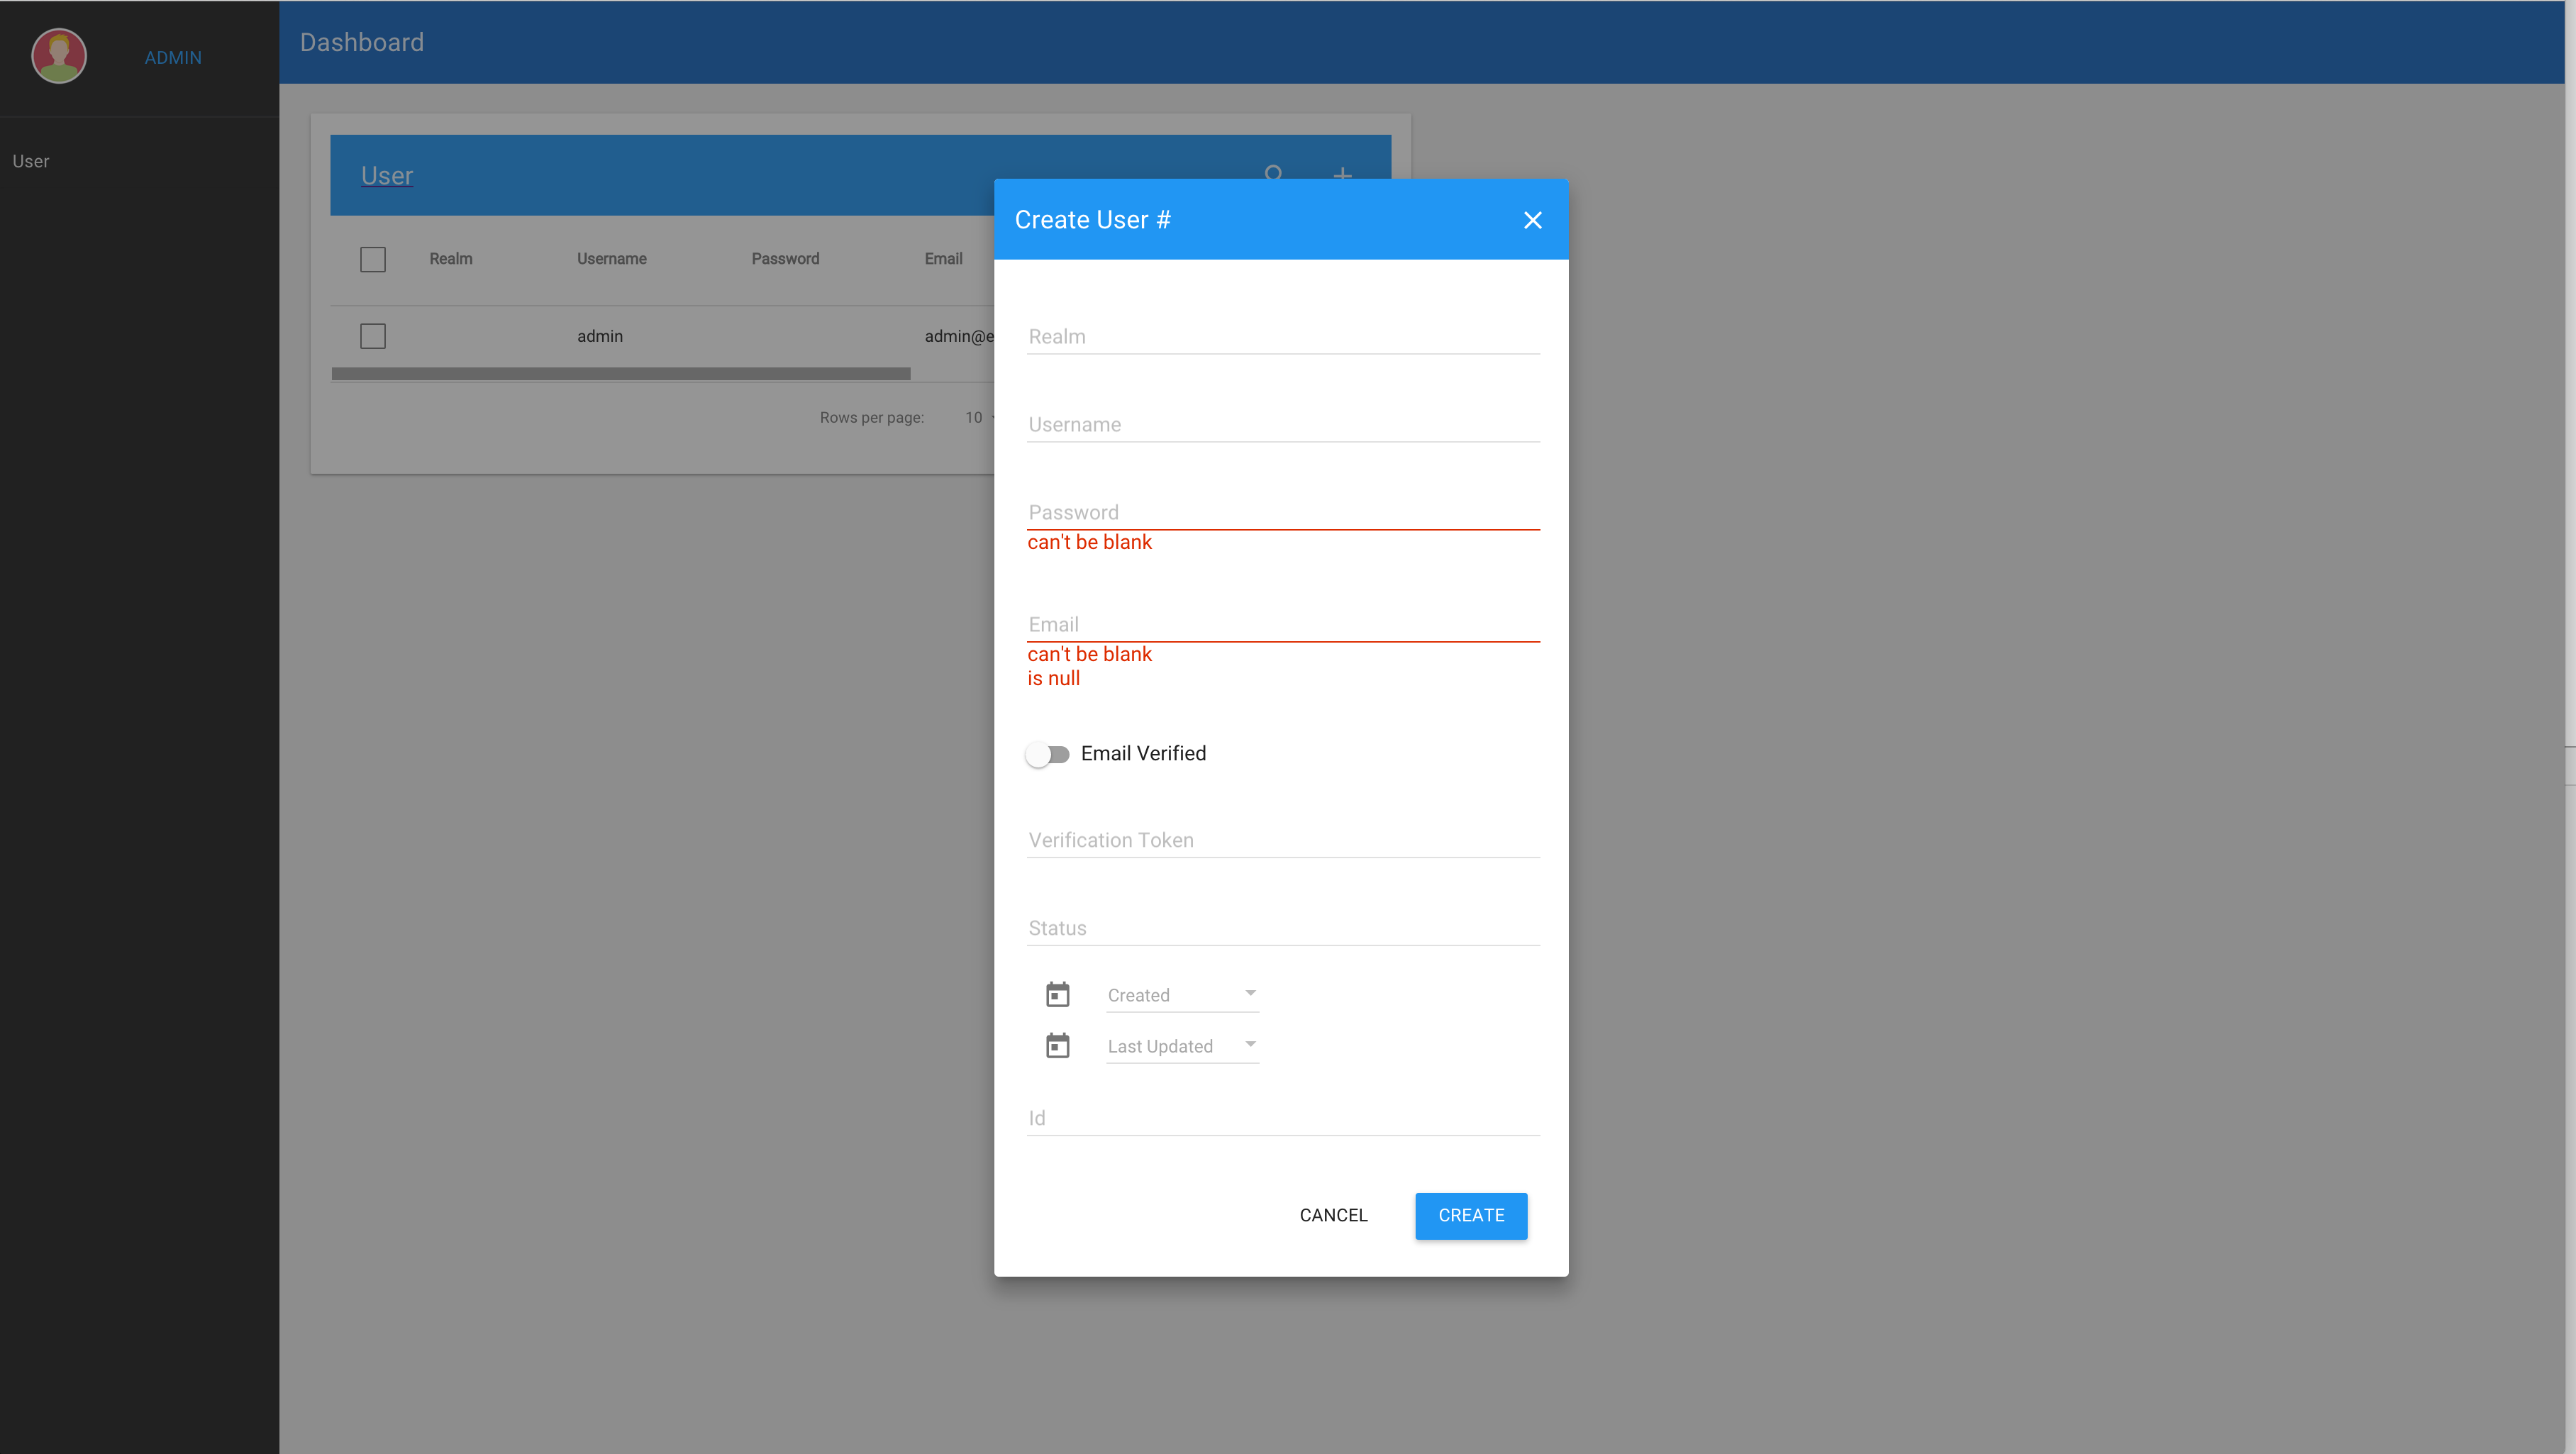 ADMIN
Dashboard
User
User
Realm Username Password Email
admin admin@e
Rows per page: 10
Create User #
Realm
Username
Password
can't be blank
Email
can't be blank
is null
Email Verified
Verification Token
Status
Created
Last Updated
Id
CANCEL CREATE